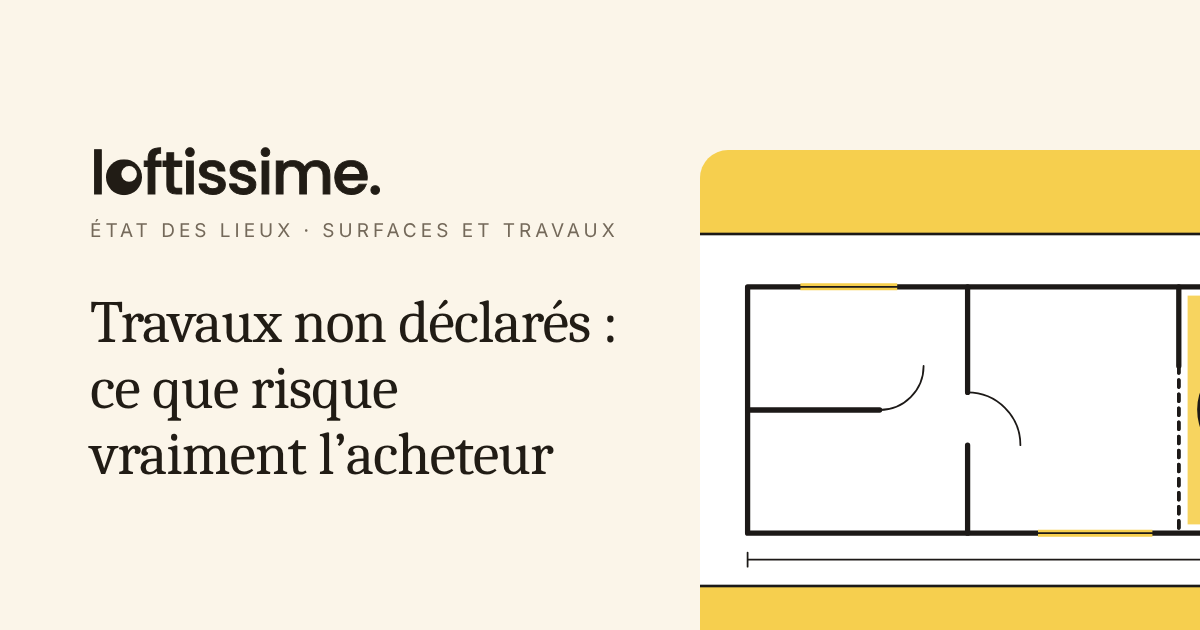 loftissime.
ÉTAT DES LIEUX · SURFACES ET TRAVAUX
Travaux non déclarés :
ce que risque
vraiment l’acheteur